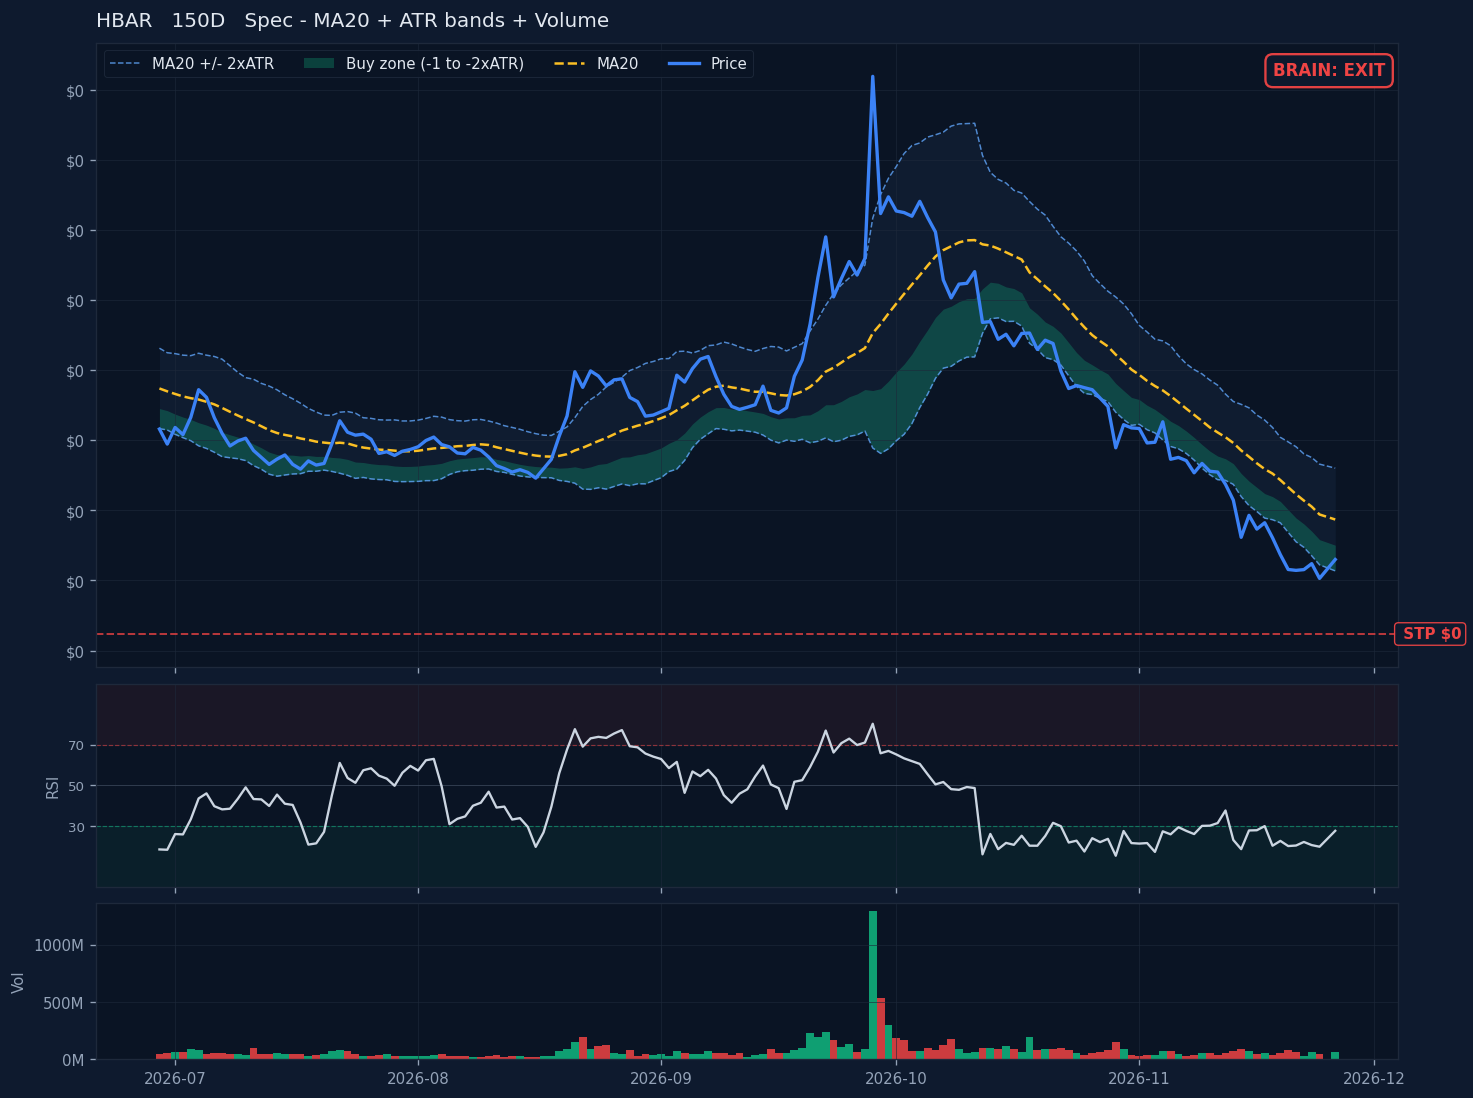 HBAR   150D   Spec - MA20 + ATR bands + Volume
MA20 +/- 2xATR
Buy zone (-1 to -2xATR)
MA20
Price
BRAIN: EXIT
$0
$0
$0
$0
$0
$0
$0
$0
$0
STP $0
RSI
70
50
30
Vol
1000M
500M
0M
2026-07
2026-08
2026-09
2026-10
2026-11
2026-12